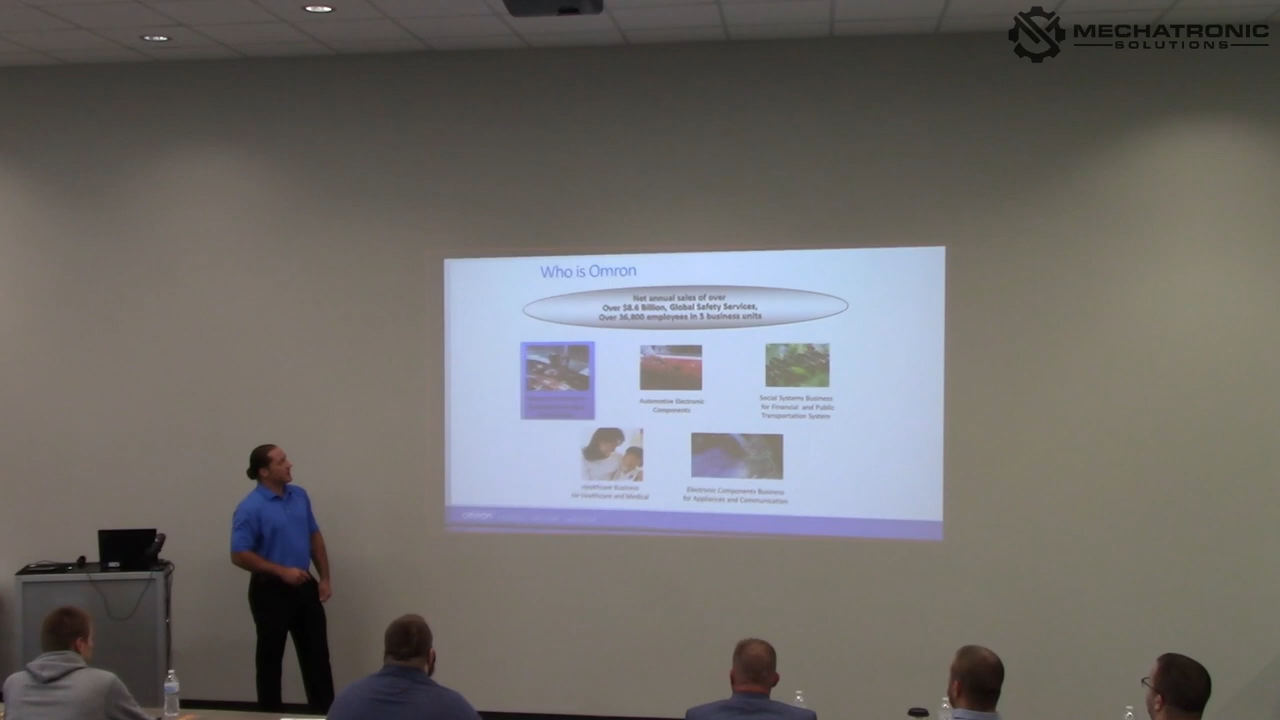 MECHATRONIC
SOLUTIONS
Who is Omron
Net annual sales of over
Over $8.6 Billion, Global Safety Services,
Over 36,800 employees in 5 business units
Automotive Electronic
Components
Social Systems Business
for Financial and Public
Transportation System
Healthcare Business
for Healthcare and Medical
Electronic Components Business
for Appliances and Communication
omron